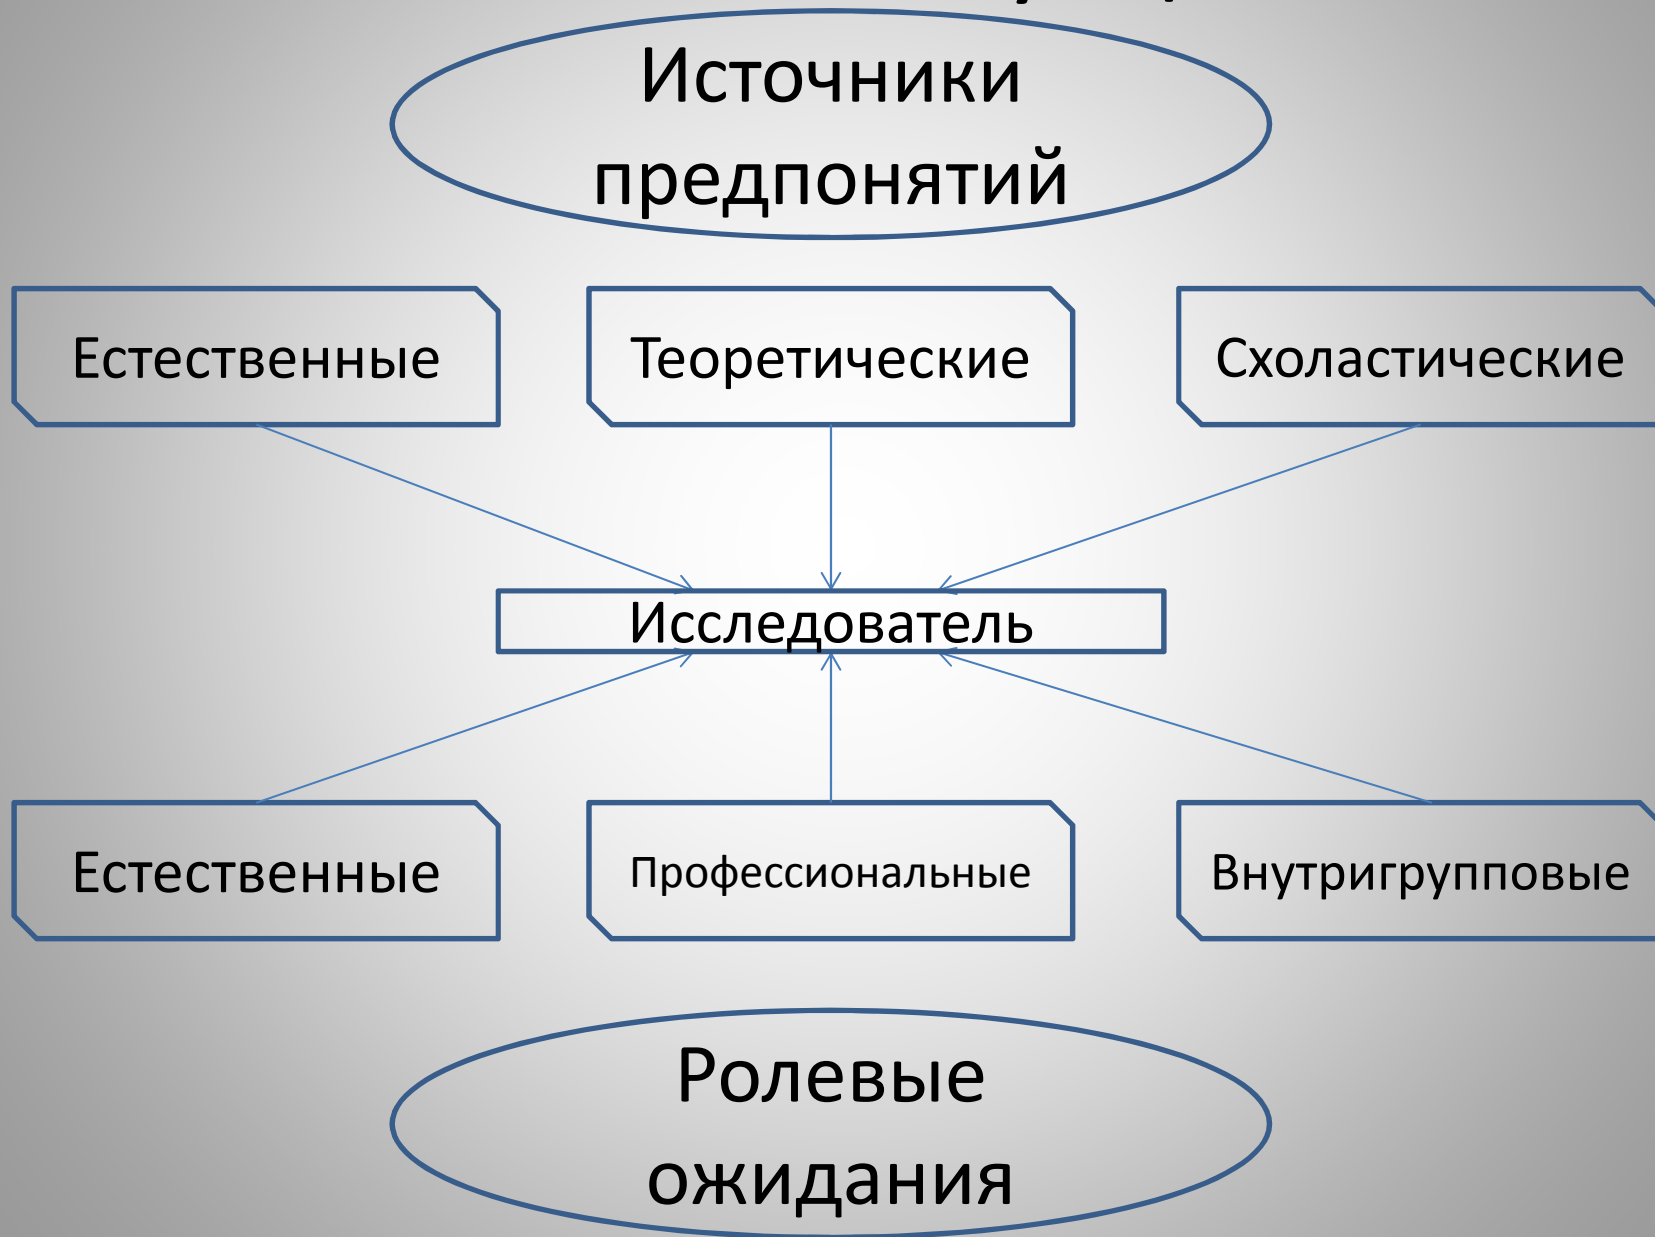 Источники
предпонятий
Естественные
Теоретические
Схоластические
Исследователь
Естественные
Профессиональные
Внутригрупповые
Ролевые
ожидания